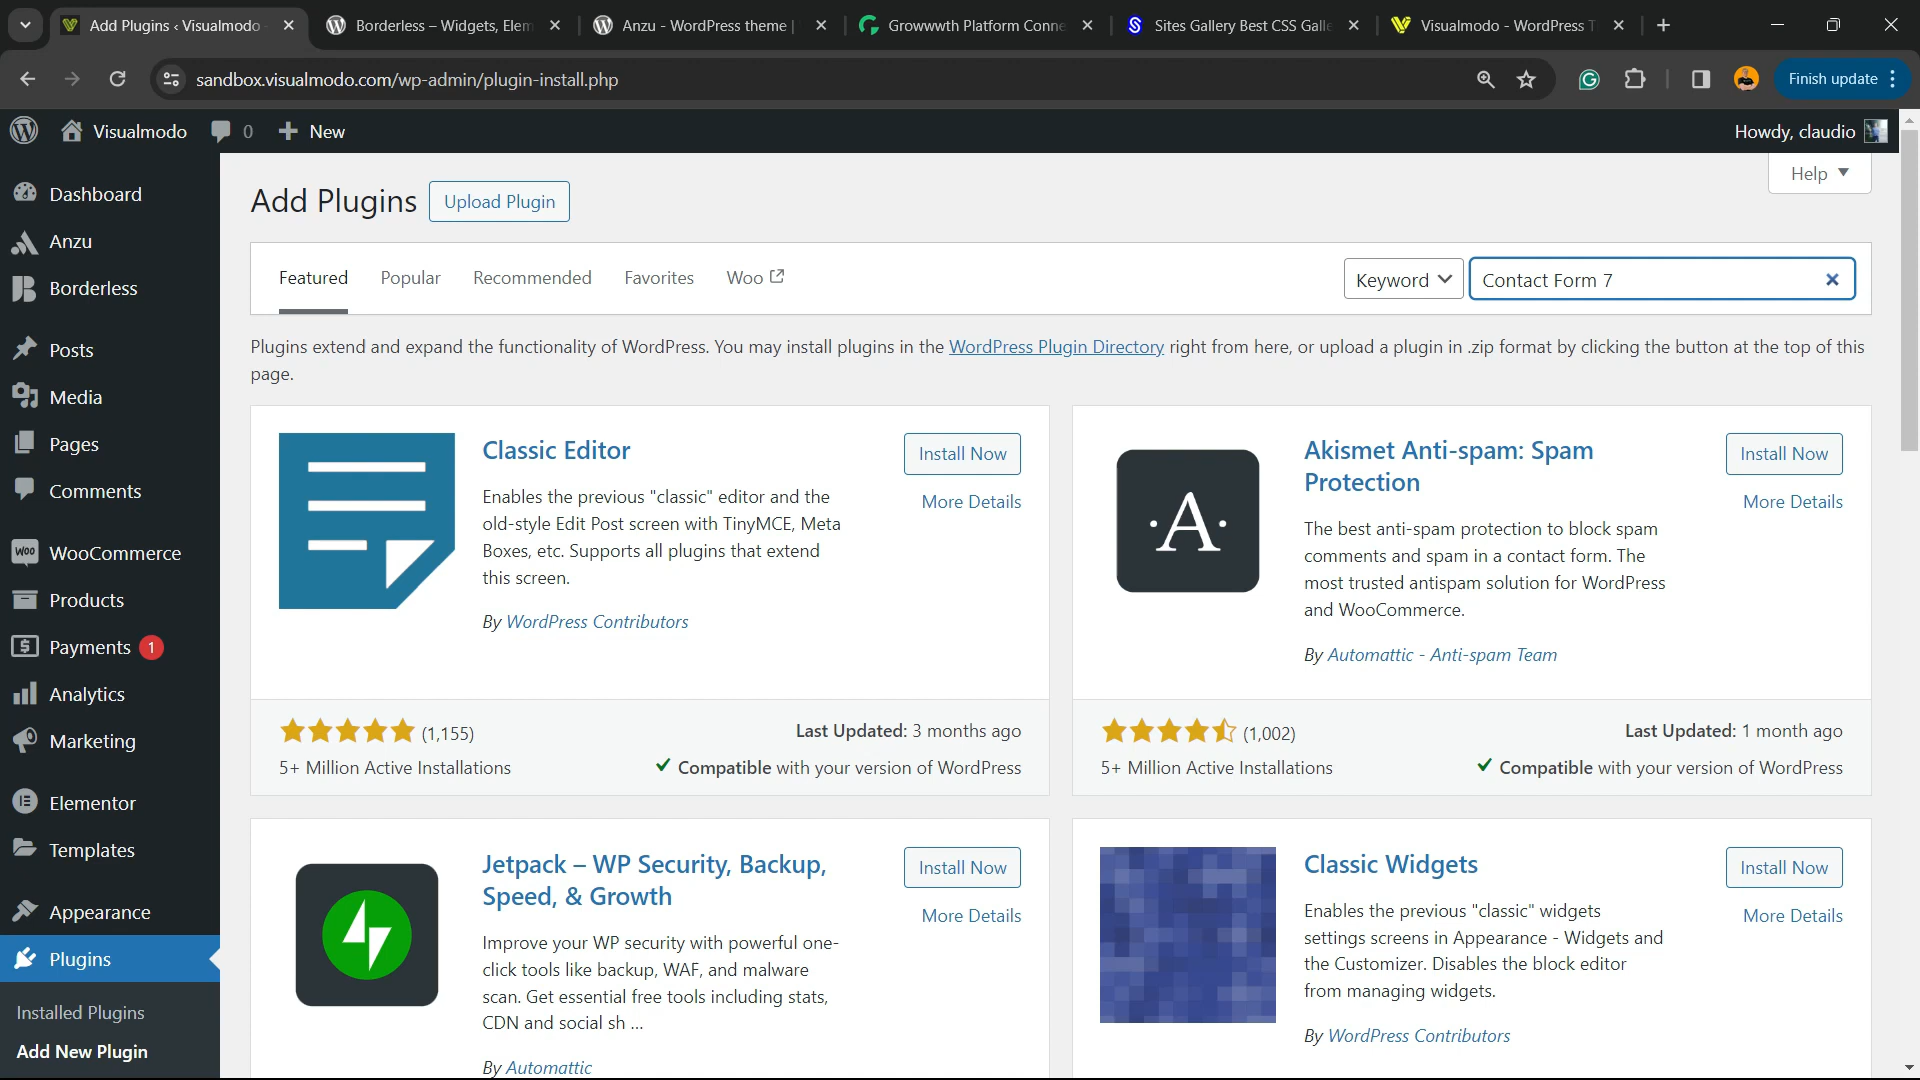 Add Plugins ‹ Visualmodo
Borderless – Widgets, Elem
Anzu - WordPress theme |
Growwwth Platform Conne
Sites Gallery Best CSS Galle
Visualmodo - WordPress T
sandbox.visualmodo.com/wp-admin/plugin-install.php
Finish update
Visualmodo
0
New
Howdy, claudio
Dashboard
Anzu
Borderless
Posts
Media
Pages
Comments
WooCommerce
Products
Payments 1
Analytics
Marketing
Elementor
Templates
Appearance
Plugins
Installed Plugins
Add New Plugin
Help
Add Plugins
Upload Plugin
Featured
Popular
Recommended
Favorites
Woo
Keyword
Contact Form 7
Plugins extend and expand the functionality of WordPress. You may install plugins in the WordPress Plugin Directory right from here, or upload a plugin in .zip format by clicking the button at the top of this
page.
Classic Editor
Install Now
More Details
Enables the previous "classic" editor and the
old-style Edit Post screen with TinyMCE, Meta
Boxes, etc. Supports all plugins that extend
this screen.
By WordPress Contributors
(1,155)
Last Updated: 3 months ago
5+ Million Active Installations
Compatible with your version of WordPress
·A·
Akismet Anti-spam: Spam
Protection
Install Now
More Details
The best anti-spam protection to block spam
comments and spam in a contact form. The
most trusted antispam solution for WordPress
and WooCommerce.
By Automattic - Anti-spam Team
(1,002)
Last Updated: 1 month ago
5+ Million Active Installations
Compatible with your version of WordPress
Jetpack – WP Security, Backup,
Speed, & Growth
Install Now
More Details
Improve your WP security with powerful one-
click tools like backup, WAF, and malware
scan. Get essential free tools including stats,
CDN and social sh ...
By Automattic
Classic Widgets
Install Now
More Details
Enables the previous "classic" widgets
settings screens in Appearance - Widgets and
the Customizer. Disables the block editor
from managing widgets.
By WordPress Contributors